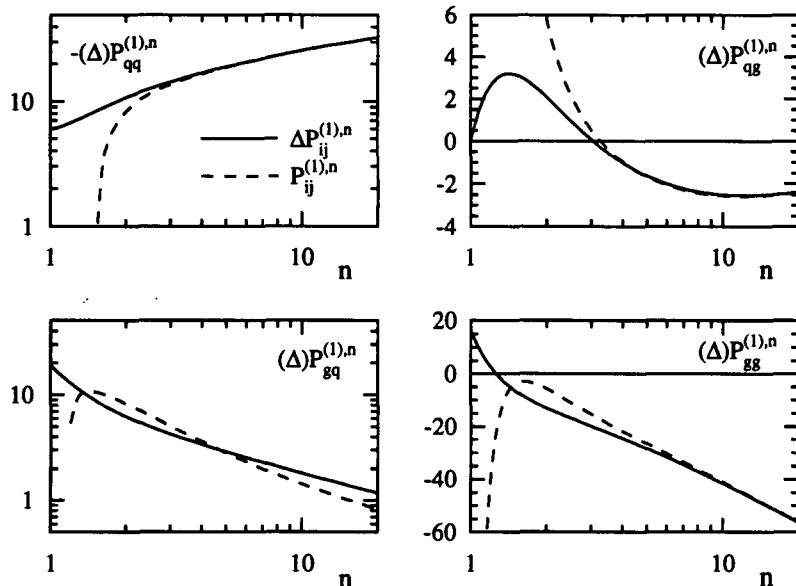 -(Δ)P_qq^(1),n
10
1
ΔP_ij^(1),n
P_ij^(1),n
1
10
n
(Δ)P_qg^(1),n
6
4
2
0
-2
-4
1
10
n
(Δ)P_gq^(1),n
10
1
1
10
n
(Δ)P_gg^(1),n
20
0
-20
-40
-60
1
10
n